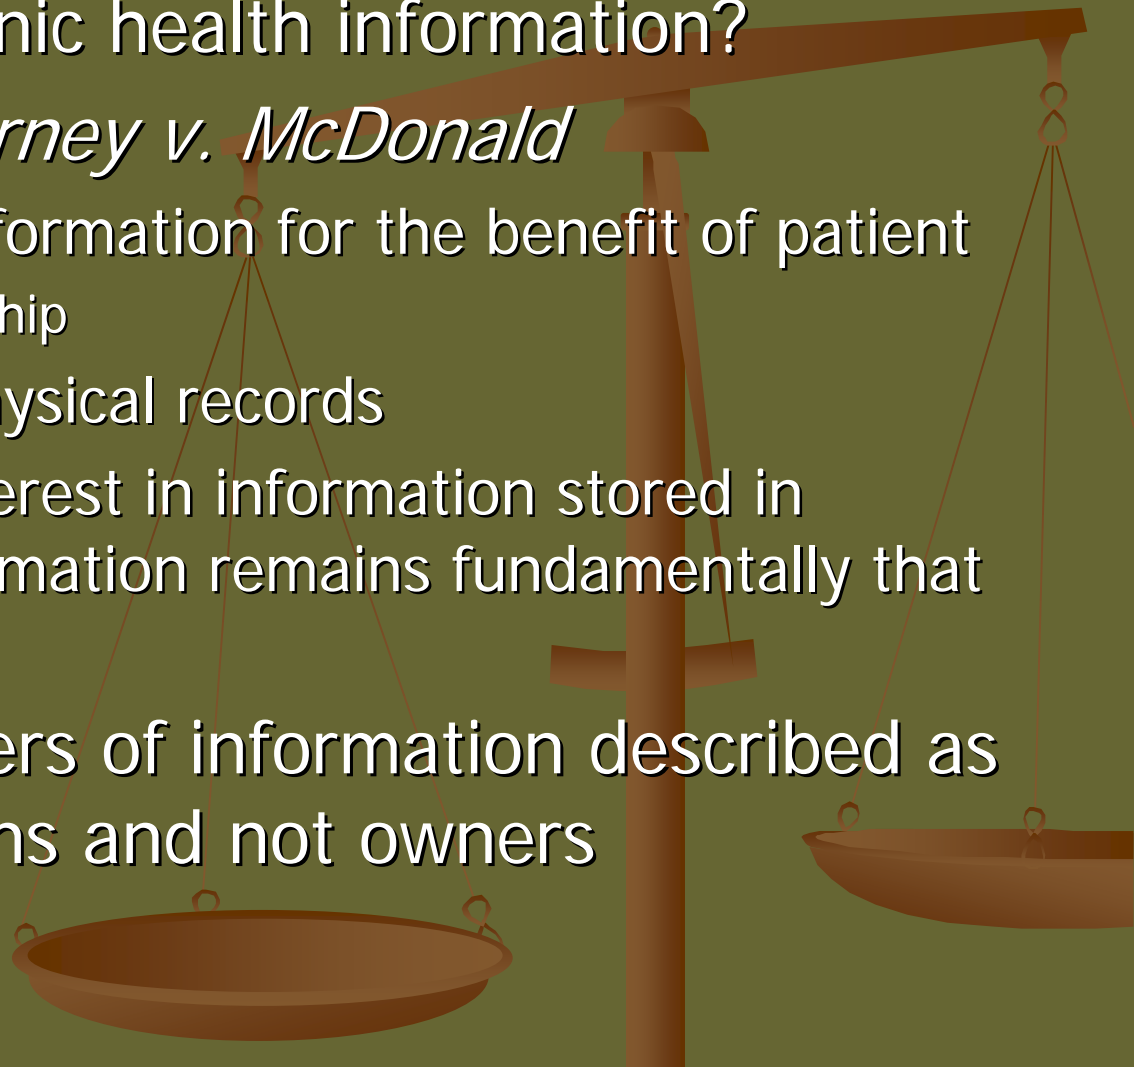 nic health information?
rney v. McDonald
formation for the benefit of patient
hip
ysical records
erest in information stored in
mation remains fundamentally that
ers of information described as
ns and not owners